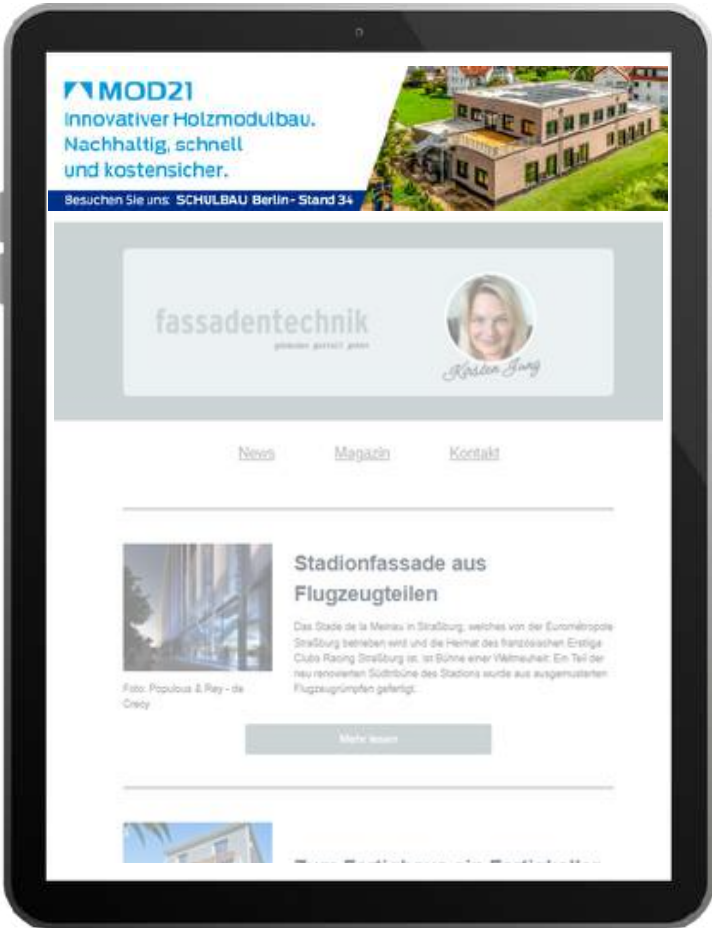 MOD21
Innovativer Holzmodulbau.
Nachhaltig, schnell
und kostensicher.
Besuchen Sie uns: SCHULBAU Berlin - Stand 34
fassadentechnik
Kirsten Jung
News Magazin Kontakt
Stadionfassade aus
Flugzeugteilen
Das Stade de la Meinau in Straßburg, welches von der Eurométropole
Straßburg betrieben wird und die Heimat des französischen Erstliga
Clubs Racing Straßburg ist, ist Bühne einer Weltneuheit: Ein Teil der
neu renovierten Südtribüne des Stadions wurde aus ausgemusterten
Flugzeugrümpfen gefertigt.
Foto: Populous & Rey - de
Crecy
Mehr lesen